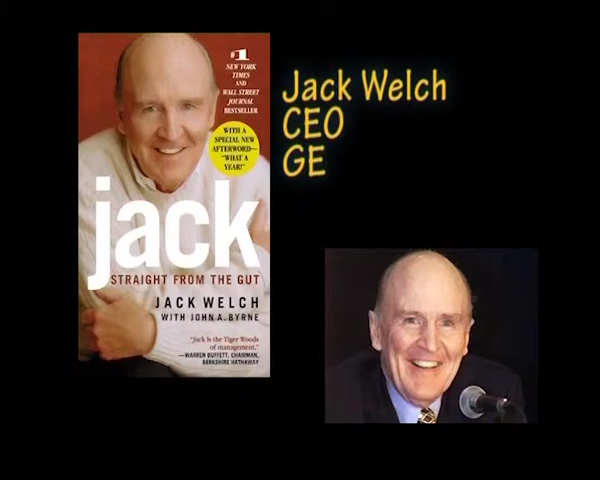 #1
NEW YORK
TIMES
AND
WALL STREET
JOURNAL
BESTSELLER
WITH A
SPECIAL NEW
AFTERWORD—
"WHAT A
YEAR!"
jack
STRAIGHT FROM THE GUT
JACK WELCH
WITH JOHN A. BYRNE
"Jack is the Tiger Woods
of management."
—WARREN BUFFETT, CHAIRMAN,
BERKSHIRE HATHAWAY
Jack Welch
CEO
GE